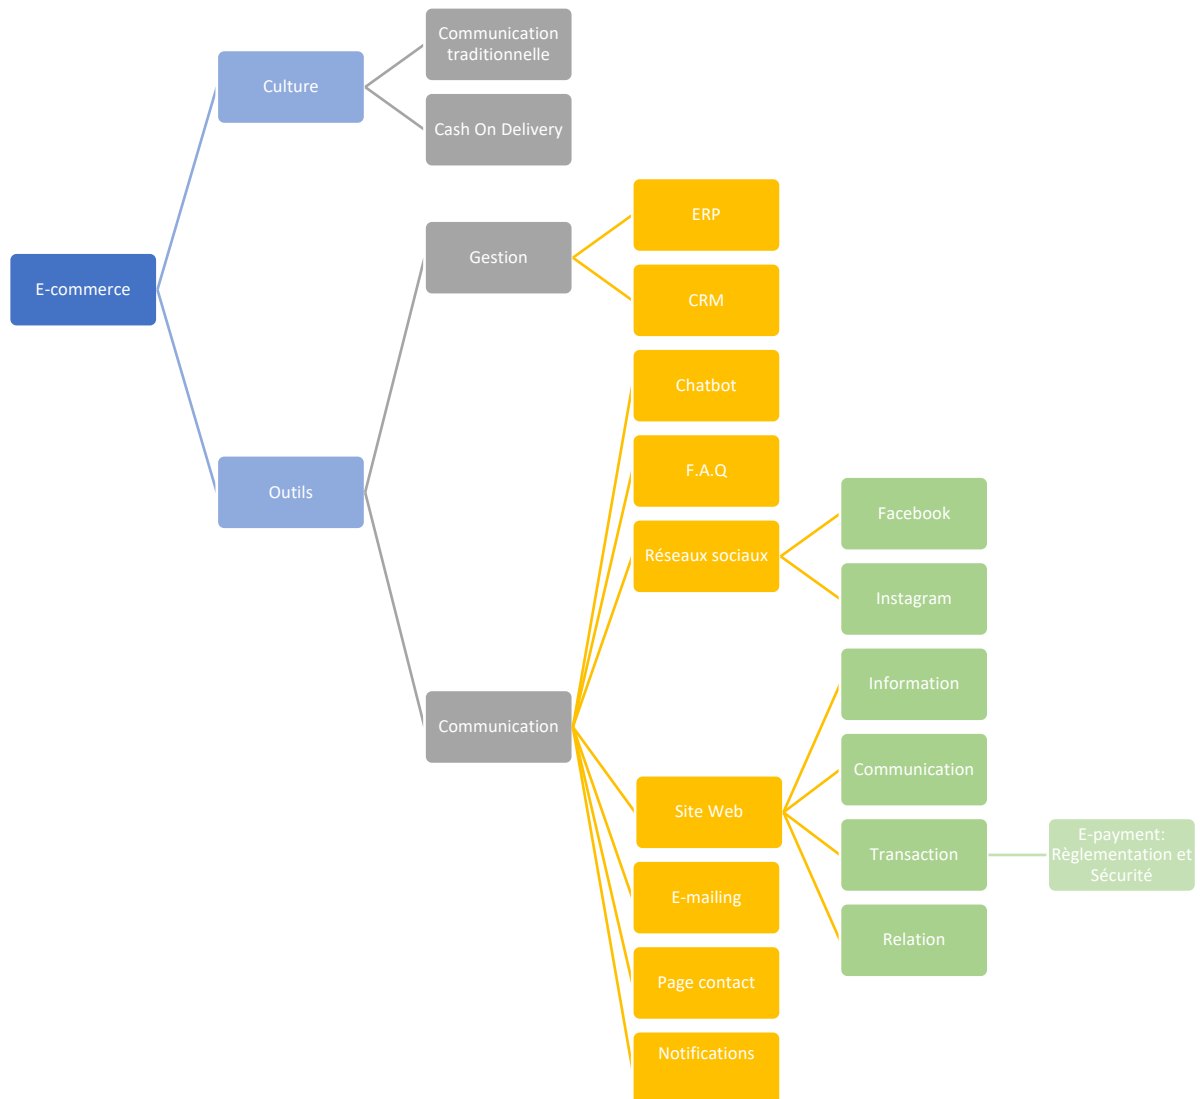 Communication
traditionnelle
Culture
Cash On Delivery
ERP
Gestion
E-commerce
CRM
Chatbot
F.A.Q
Outils
Facebook
Réseaux sociaux
Instagram
Information
Communication
Communication
Site Web
E-payment:
Règlementation et
Sécurité
Transaction
E-mailing
Relation
Page contact
Notifications